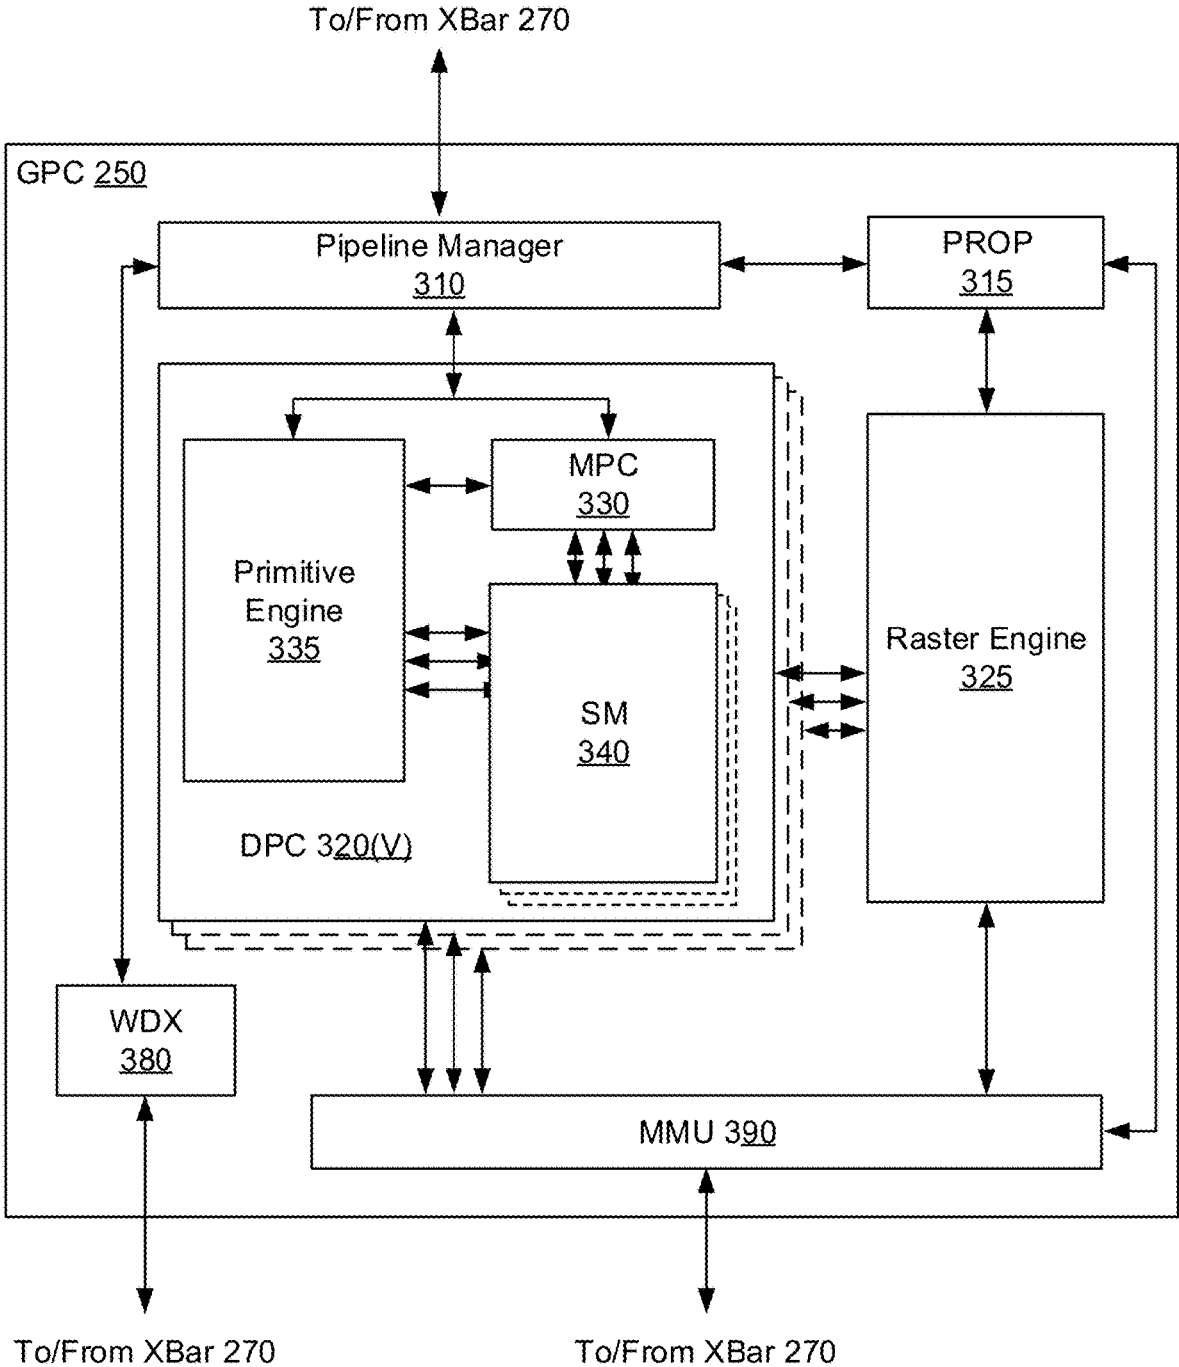 To/From XBar 270
GPC 250
Pipeline Manager
310
PROP
315
MPC
330
Primitive
Engine
335
Raster Engine
325
SM
340
DPC 320(V)
WDX
380
MMU 390
To/From XBar 270
To/From XBar 270